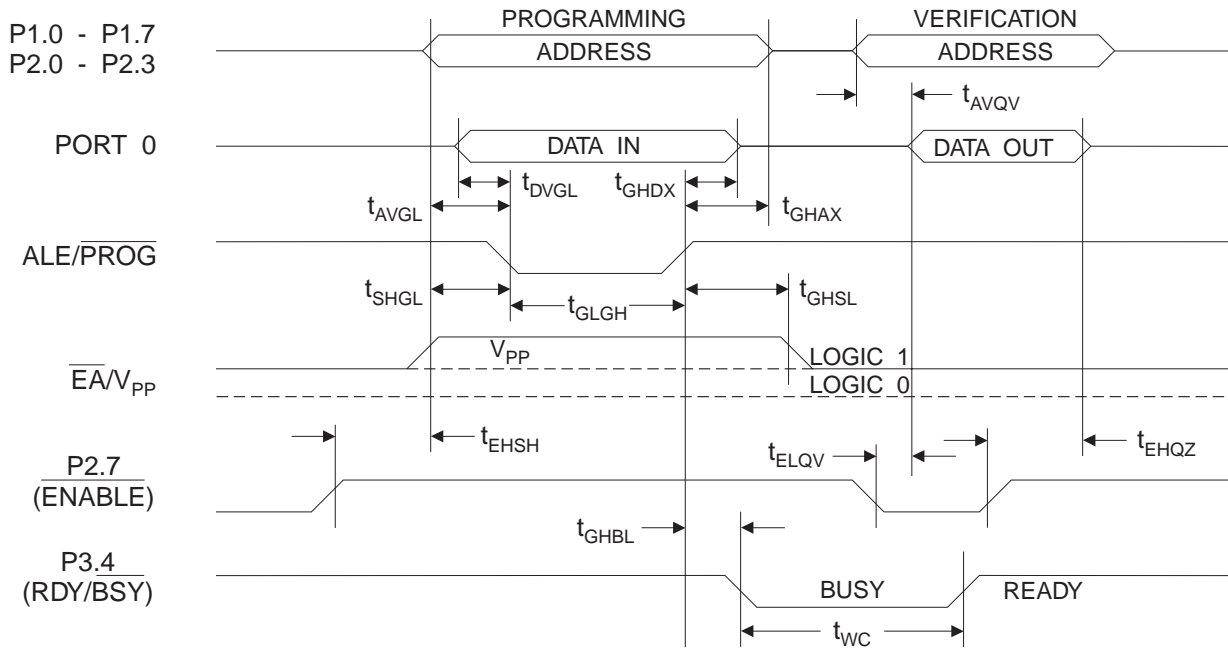 PROGRAMMING
VERIFICATION
P1.0 - P1.7
P2.0 - P2.3
ADDRESS
ADDRESS
tAVQV
PORT 0
DATA IN
DATA OUT
tDVGL
tGHDX
tAVGL
tGHAX
ALE/PROG
tSHGL
tGLGH
tGHSL
VPP
LOGIC 1
EA/VPP
LOGIC 0
tEHSH
tELQV
tEHQZ
P2.7
(ENABLE)
tGHBL
P3.4
(RDY/BSY)
BUSY
READY
tWC